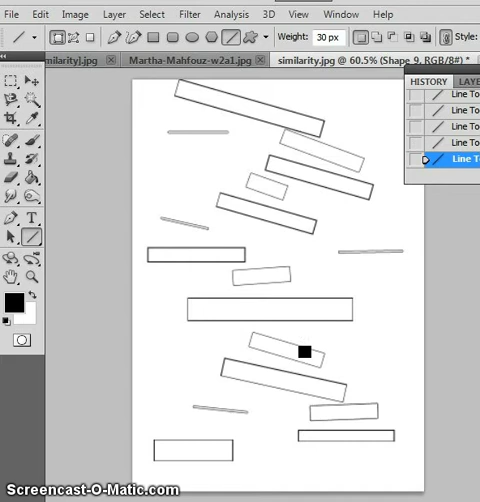 File Edit Image Layer Select Filter Analysis 3D View Window Help
Weight: 30 px
milarity].jpg Martha-Mahfouz-w2a1.jpg similarity.jpg @ 60.5% (Shape 9, RGB/8#) *
HISTORY LAYE
Line To
Line To
Line To
Line To
Line T
T
Screencast-O-Matic.com